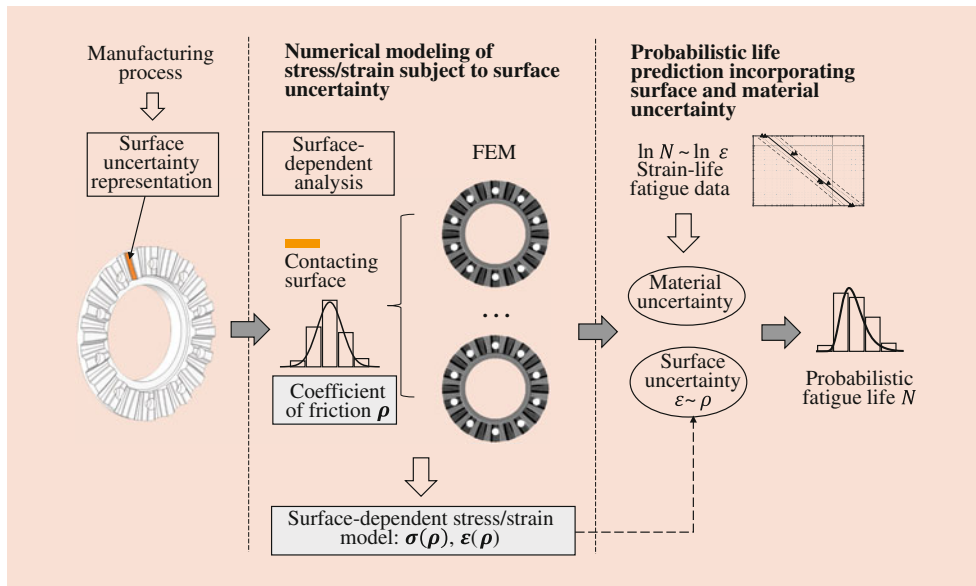 Manufacturing
process
Surface
uncertainty
representation
Numerical modeling of
stress/strain subject to surface
uncertainty
Surface-
dependent
analysis
FEM
Contacting
surface
...
Coefficient
of friction ρ
Surface-dependent stress/strain
model: σ(ρ), ε(ρ)
Probabilistic life
prediction incorporating
surface and material
uncertainty
ln N ~ ln ε
Strain-life
fatigue data
Material
uncertainty
Surface
uncertainty
ε~ ρ
Probabilistic
fatigue life N